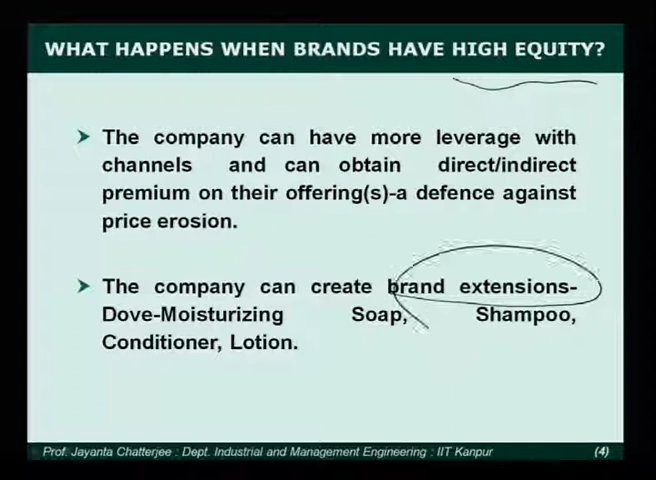 WHAT HAPPENS WHEN BRANDS HAVE HIGH EQUITY?
The company can have more leverage with
channels and can obtain direct/indirect
premium on their offering(s)-a defence against
price erosion.
The company can create brand extensions-
Dove-Moisturizing Soap, Shampoo,
Conditioner, Lotion.
Prof. Jayanta Chatterjee : Dept. Industrial and Management Engineering : IIT Kanpur (4)